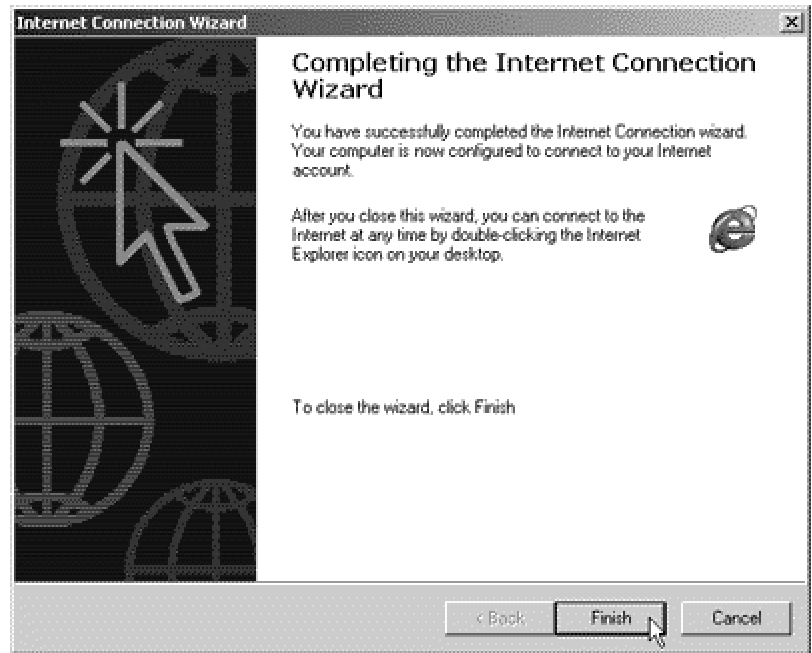 Internet Connection Wizard
Completing the Internet Connection
Wizard
You have successfully completed the Internet Connection wizard.
Your computer is now configured to connect to your Internet
account.
After you close this wizard, you can connect to the
Internet at any time by double-clicking the Internet
Explorer icon on your desktop.
To close the wizard, click Finish
< Back
Finish
Cancel